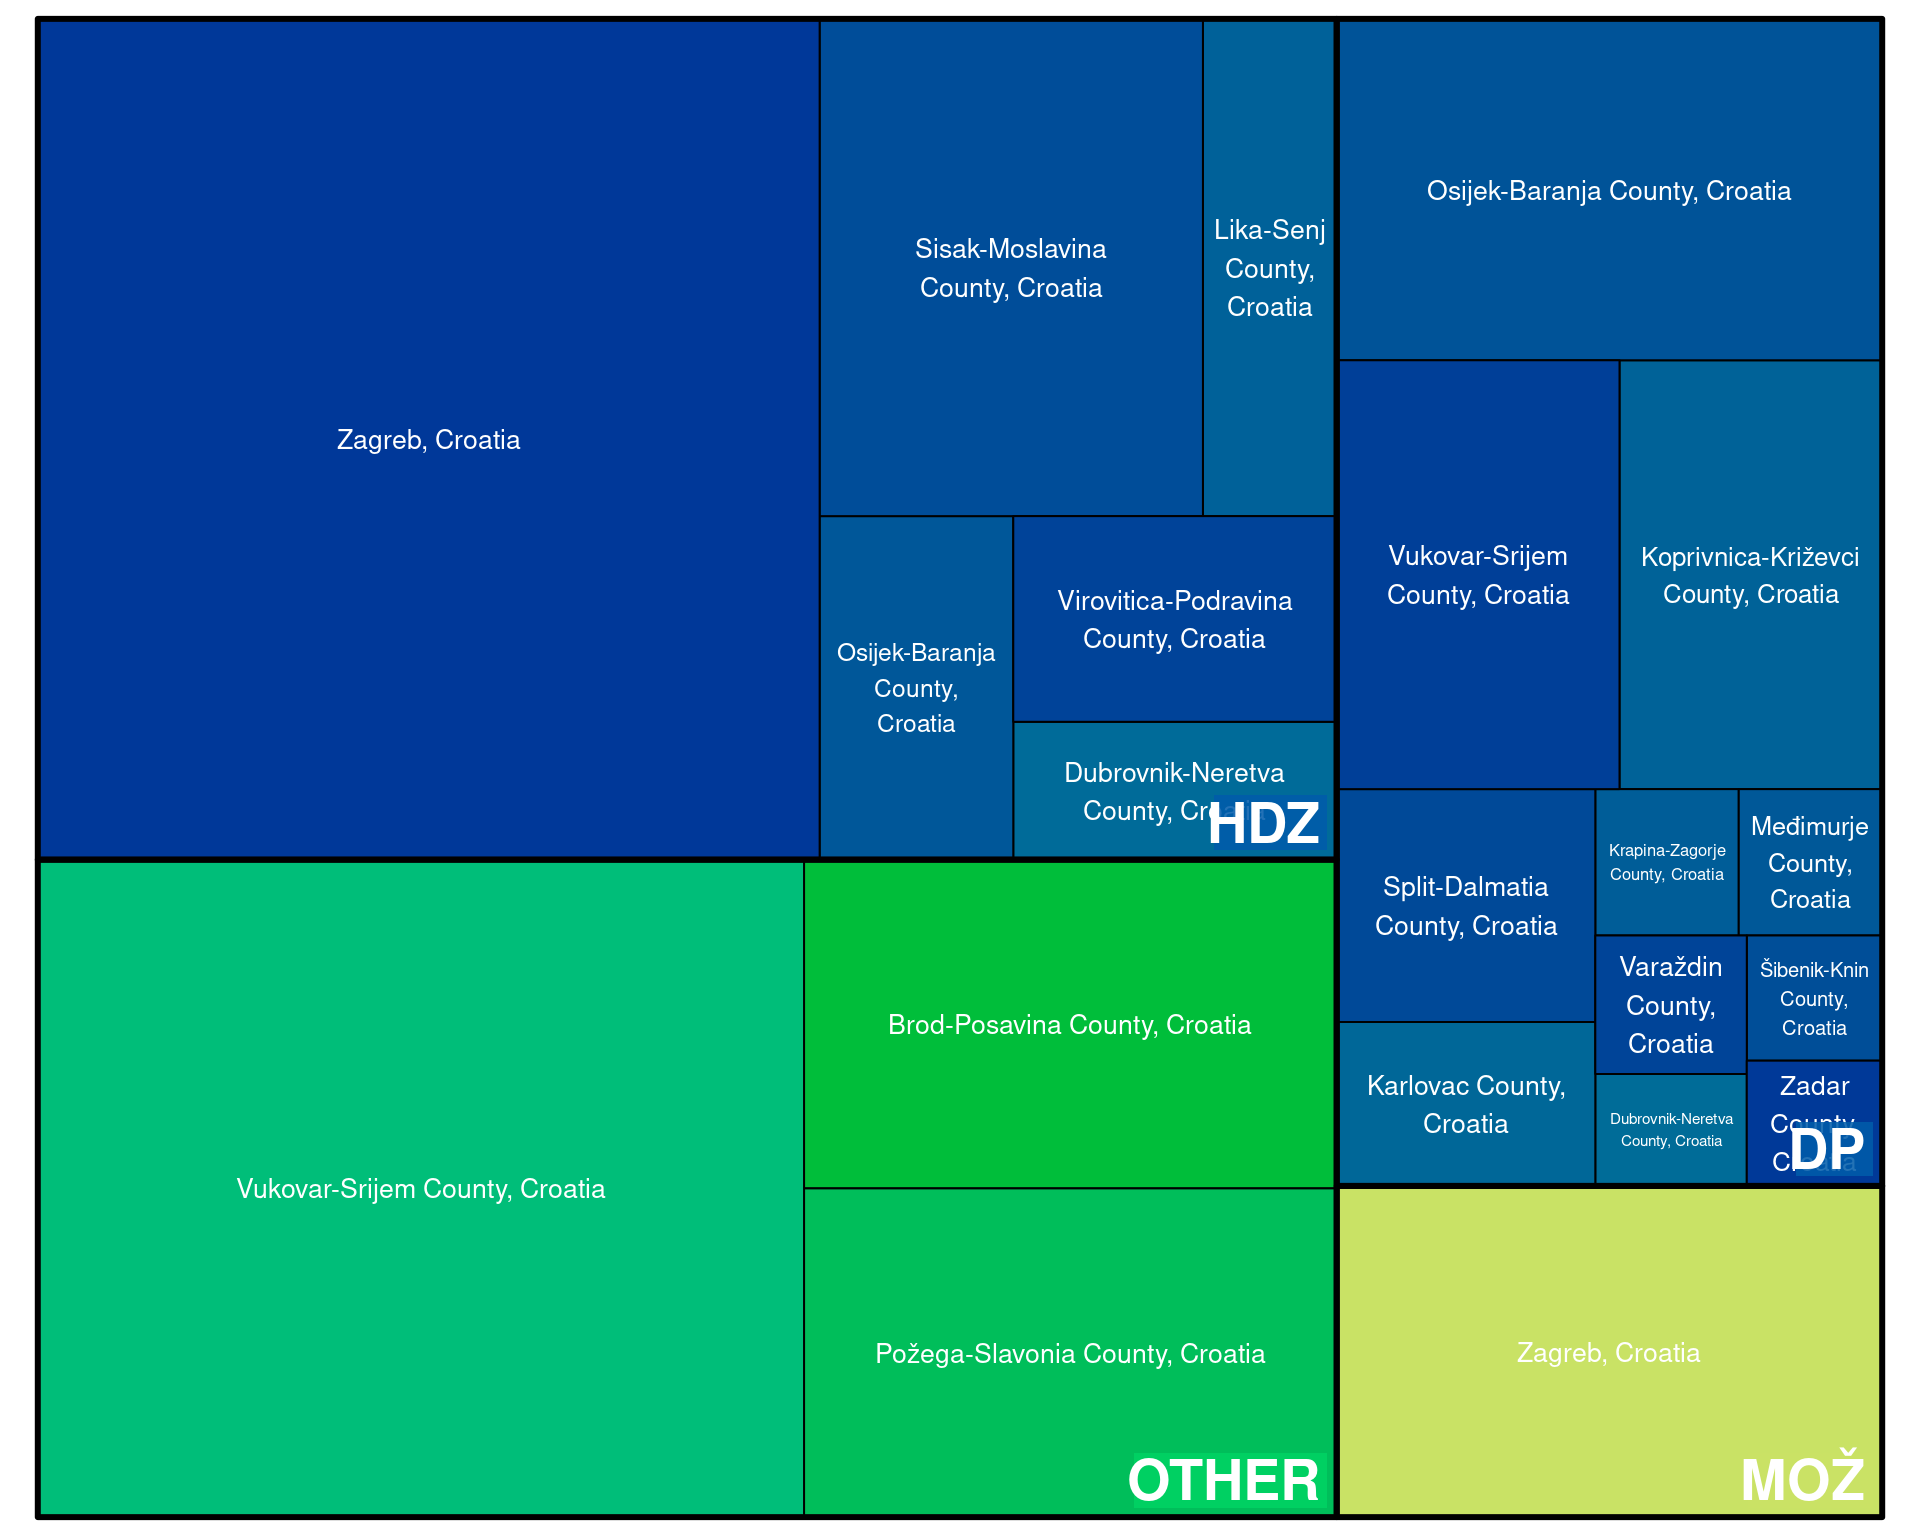 Zagreb, Croatia
Sisak-Moslavina
County, Croatia
Lika-Senj
County,
Croatia
Osijek-Baranja
County,
Croatia
Virovitica-Podravina
County, Croatia
Dubrovnik-Neretva
County, Croatia
HDZ
Vukovar-Srijem County, Croatia
Brod-Posavina County, Croatia
Požega-Slavonia County, Croatia
OTHER
Osijek-Baranja County, Croatia
Vukovar-Srijem
County, Croatia
Koprivnica-Križevci
County, Croatia
Split-Dalmatia
County, Croatia
Krapina-Zagorje
County, Croatia
Međimurje
County,
Croatia
Varaždin
County,
Croatia
Šibenik-Knin
County,
Croatia
Karlovac County,
Croatia
Dubrovnik-Neretva
County, Croatia
Zadar
County,
Croatia
DP
Zagreb, Croatia
MOŽ